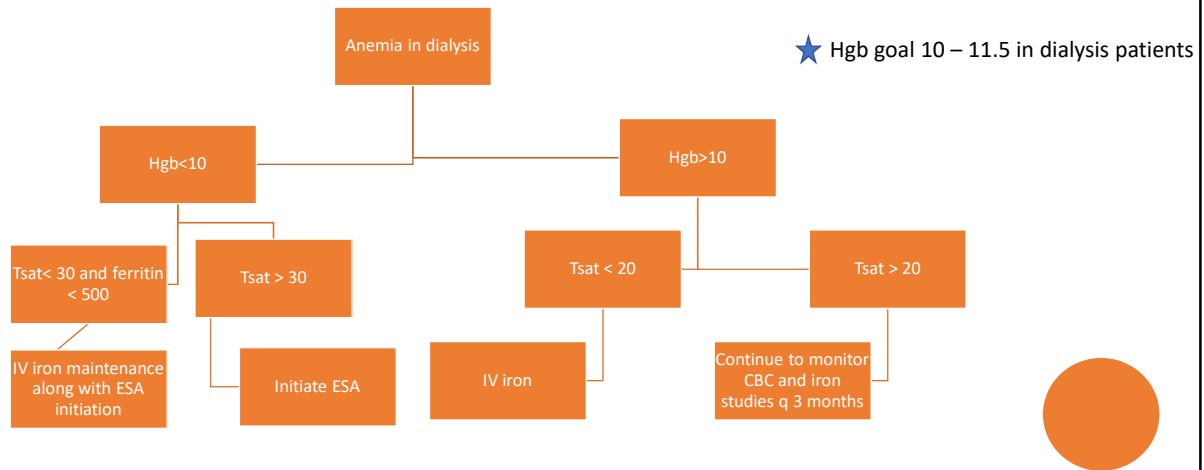 Anemia in dialysis
Hgb goal 10 – 11.5 in dialysis patients
Hgb<10
Hgb>10
Tsat< 30 and ferritin
< 500
Tsat > 30
Tsat < 20
Tsat > 20
IV iron maintenance
along with ESA
initiation
Initiate ESA
IV iron
Continue to monitor
CBC and iron
studies q 3 months